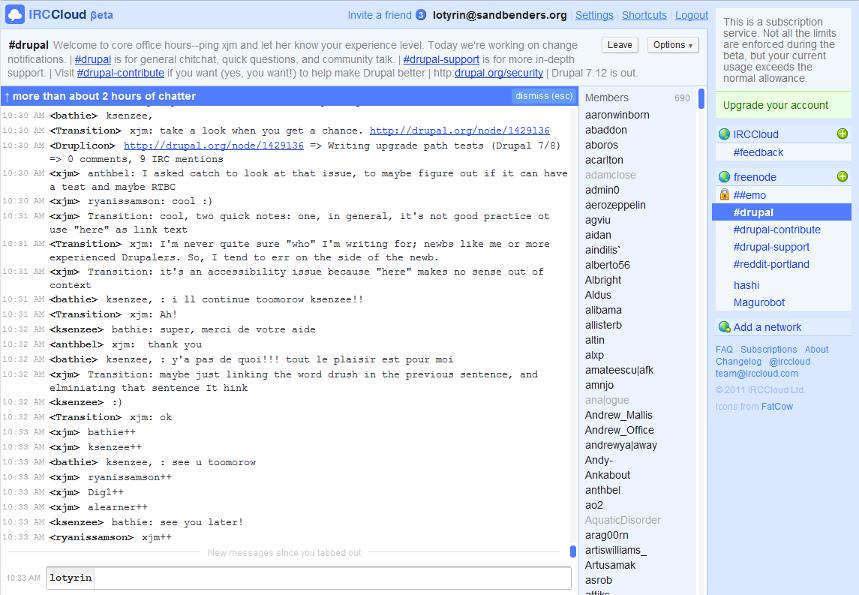 IRCCloud βeta
Invite a friend 3 lotyrin@sandbenders.org | Settings | Shortcuts | Logout
#drupal Welcome to core office hours--ping xjm and let her know your experience level. Today we're working on change
notifications. | #drupal is for general chitchat, quick questions, and community talk. | #drupal-support is for more in-depth
support. | Visit #drupal-contribute if you want (yes, you want!) to help make Drupal better | http drupal.org/security | Drupal 7.12 is out.
Leave
Options ▾
↑ more than about 2 hours of chatter
dismiss (esc)
10:30 AM <bathie> ksenzee,
10:30 AM <Transition> xjm: take a look when you get a chance. http://drupal.org/node/1429136
10:30 AM <Druplicon> http://drupal.org/node/1429136 => Writing upgrade path tests (Drupal 7/8)
=> 0 comments, 9 IRC mentions
10:30 AM <xjm> anthbel: I asked catch to look at that issue, to maybe figure out if it can have
a test and maybe RTBC
10:30 AM <xjm> ryanissamson: cool :)
10:31 AM <xjm> Transition: cool, two quick notes: one, in general, it's not good practice ot
use "here" as link text
10:31 AM <Transition> xjm: I'm never quite sure "who" I'm writing for; newbs like me or more
experienced Drupalers. So, I tend to err on the side of the newb.
10:31 AM <xjm> Transition: it's an accessibility issue because "here" makes no sense out of
context
10:31 AM <bathie> ksenzee, : i ll continue toomorow ksenzee!!
10:31 AM <Transition> xjm: Ah!
10:32 AM <ksenzee> bathie: super, merci de votre aide
10:32 AM <anthbel> xjm:  thank you
10:32 AM <bathie> ksenzee, : y'a pas de quoi!!! tout le plaisir est pour moi
10:32 AM <xjm> Transition: maybe just linking the word drush in the previous sentence, and
elminiating that sentence It hink
10:32 AM <ksenzee> :)
10:32 AM <Transition> xjm: ok
10:33 AM <xjm> bathie++
10:33 AM <xjm> ksenzee++
10:33 AM <bathie> ksenzee, : see u toomorow
10:33 AM <xjm> ryanissamson++
10:33 AM <xjm> Dig1++
10:33 AM <xjm> alearner++
10:33 AM <ksenzee> bathie: see you later!
10:33 AM <ryanissamson> xjm++
New messages since you tabbed out
10:33 AM lotyrin
Members 690
aaronwinborn
abaddon
aboros
acarlton
adamclose
admin0
aerozeppelin
agviu
aidan
aindilis`
alberto56
Albright
Aldus
alibama
allisterb
altin
alxp
amateescu|afk
amnjo
ana|ogue
Andrew_Mallis
Andrew_Office
andrewya|away
Andy-
Ankabout
anthbel
ao2
AquaticDisorder
arag00rn
artiswilliams_
Artusamak
asrob
attiks
This is a subscription
service. Not all the limits
are enforced during the
beta, but your current
usage exceeds the
normal allowance.
Upgrade your account
IRCCloud
#feedback
freenode
##emo
#drupal
#drupal-contribute
#drupal-support
#reddit-portland
hashi
Magurobot
Add a network
FAQ Subscriptions About
Changelog @irccloud
team@irccloud.com
© 2011 IRCCloud Ltd.
Icons from FatCow